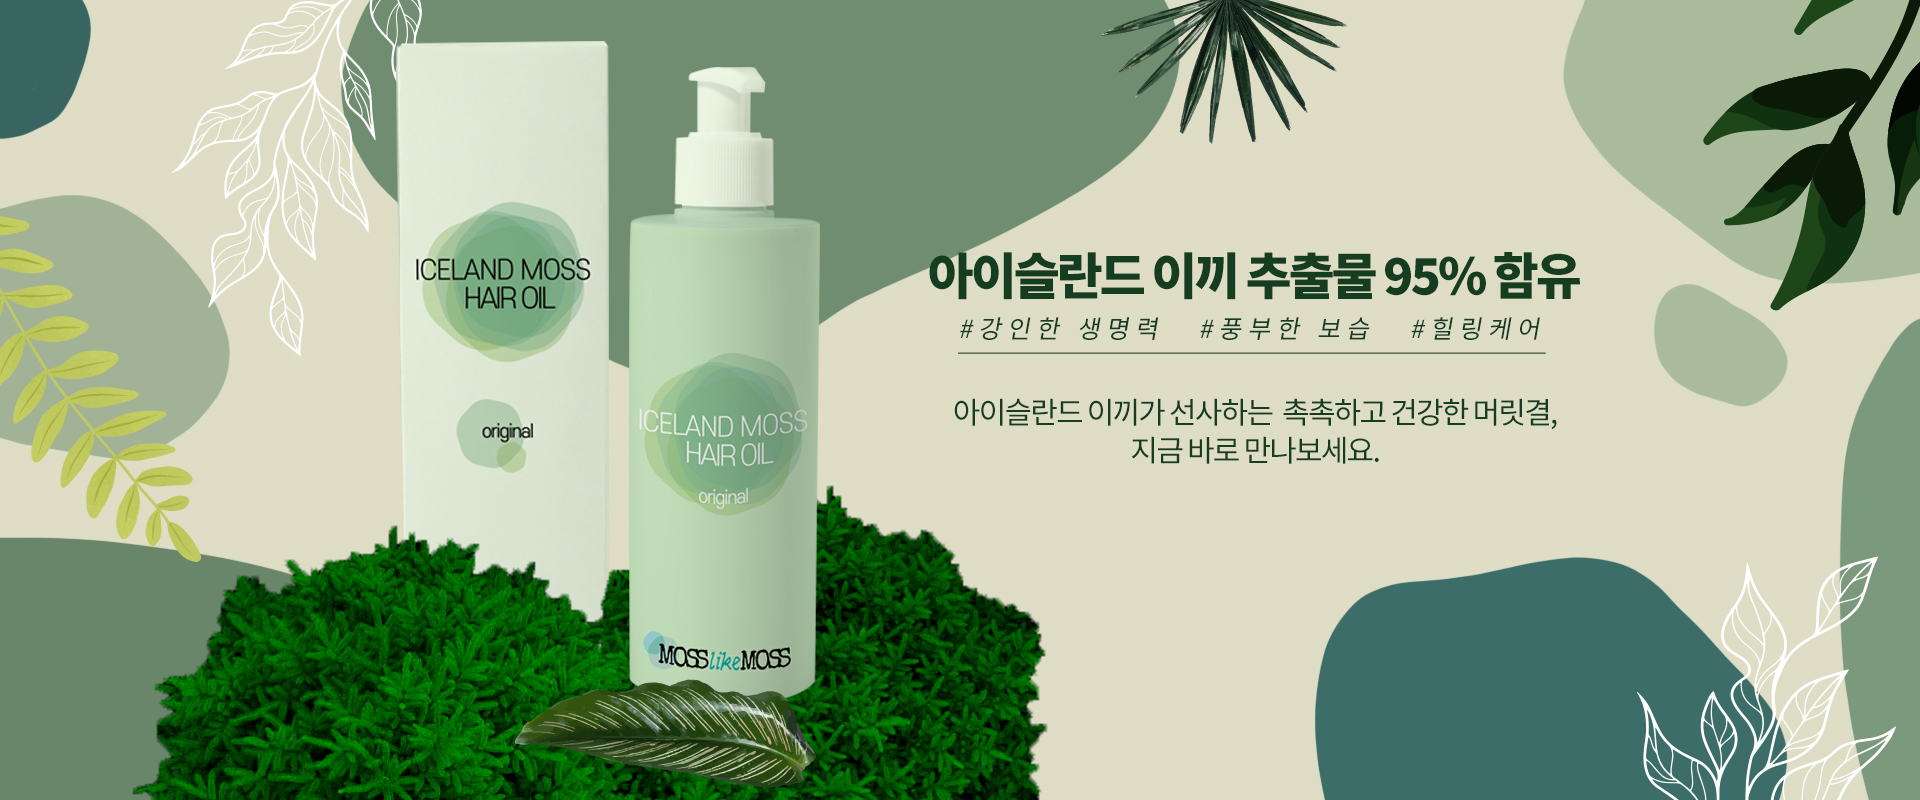 ICELAND MOSS
HAIR OIL
original
ICELAND MOSS
HAIR OIL
original
MOSSlikeMOSS
아이슬란드 이끼 추출물 95% 함유
#강인한 생명력 #풍부한 보습 #힐링케어
아이슬란드 이끼가 선사하는 촉촉하고 건강한 머릿결,
지금 바로 만나보세요.